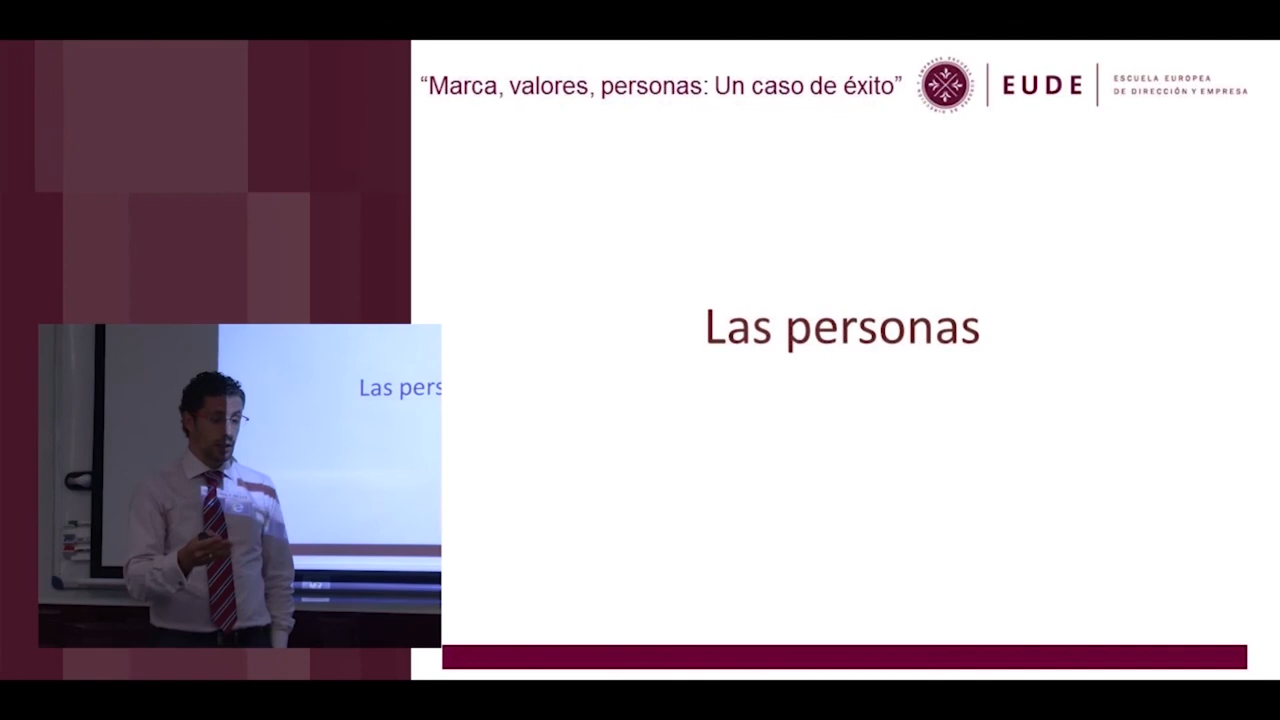 “Marca, valores, personas: Un caso de éxito”
EUDE
ESCUELA EUROPEA
DE DIRECCIÓN Y EMPRESA
Las personas
Las pers